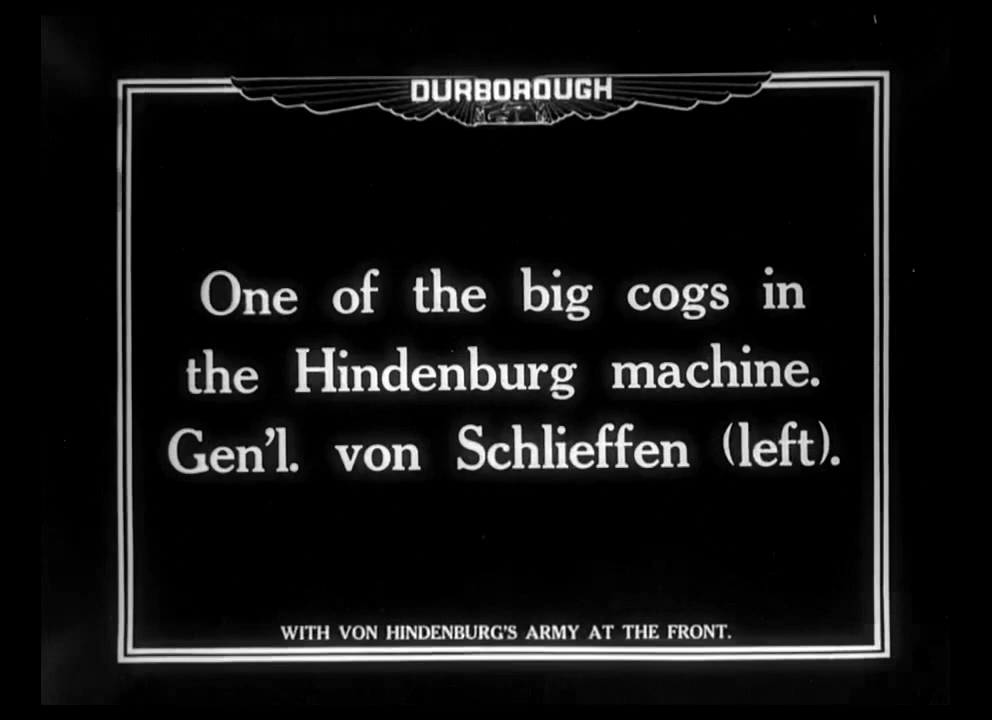 DURBOROUGH
One of the big cogs in
the Hindenburg machine.
Gen'l. von Schlieffen (left).
WITH VON HINDENBURG'S ARMY AT THE FRONT.